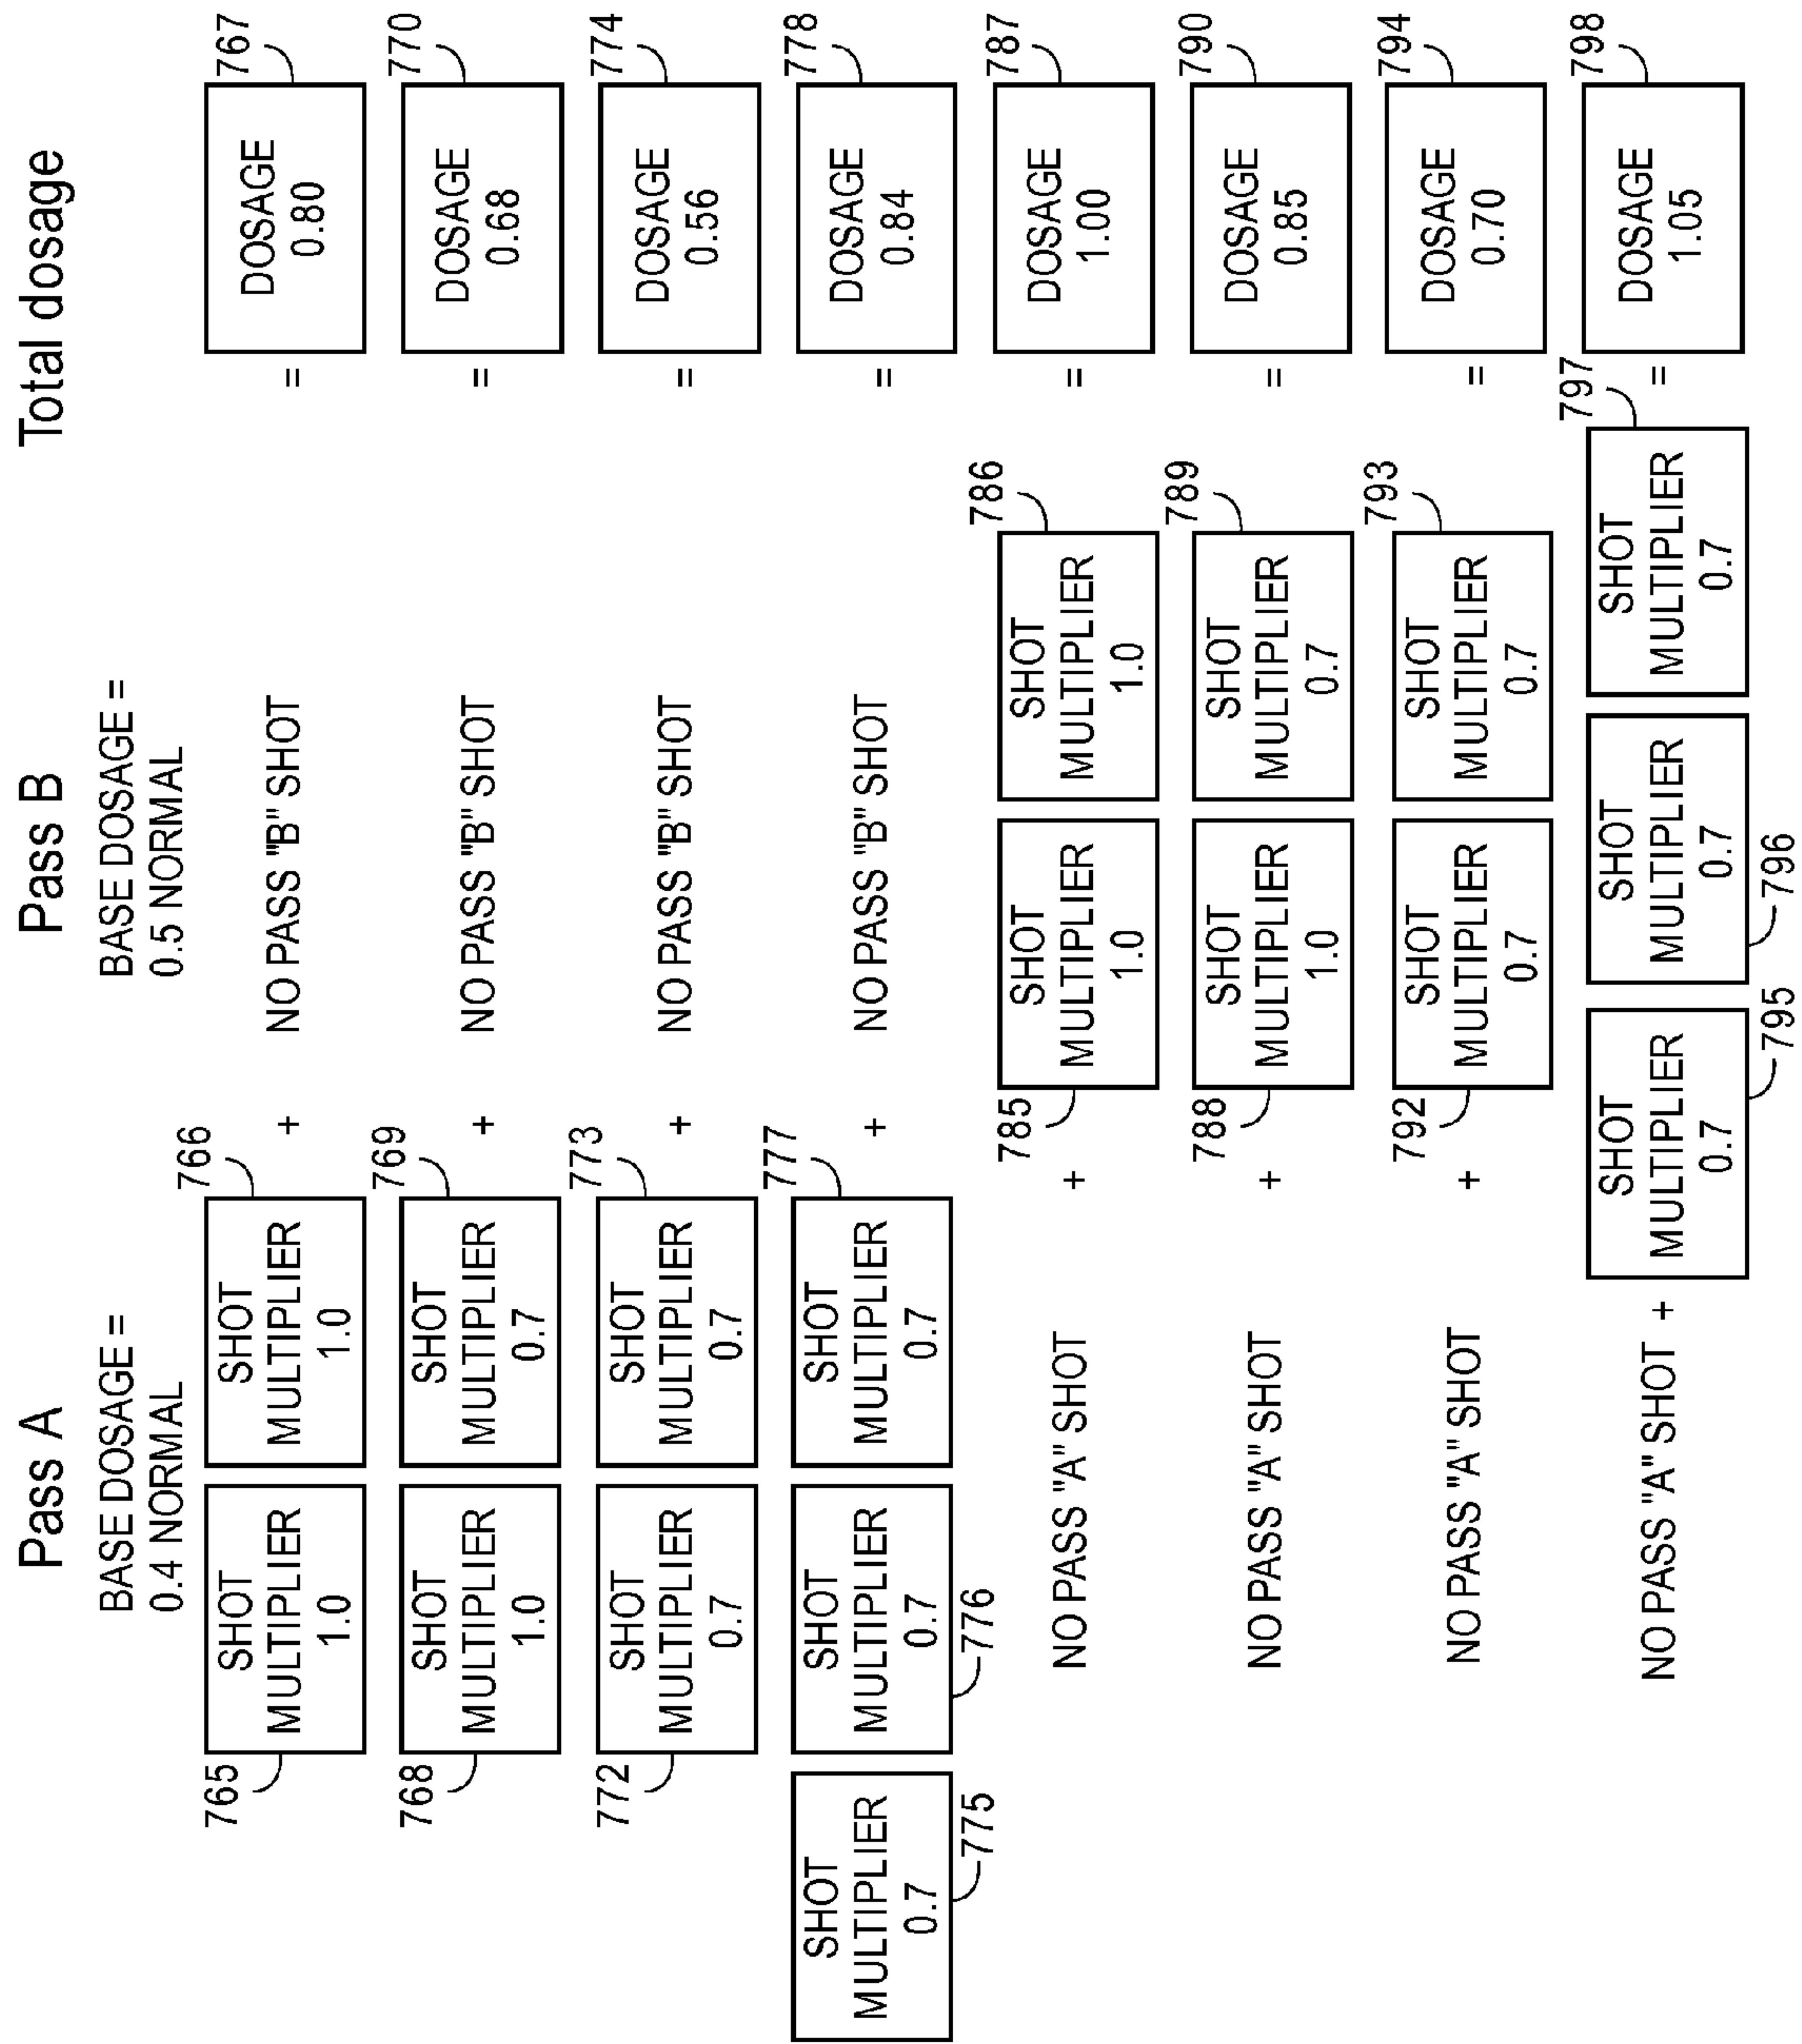 Pass A
Pass B
Total dosage
BASE DOSAGE =
0.4 NORMAL
BASE DOSAGE =
0.5 NORMAL
765
SHOT
MULTIPLIER
1.0
SHOT
MULTIPLIER
1.0
766
+
NO PASS "B" SHOT
=
DOSAGE
0.80
767
768
SHOT
MULTIPLIER
1.0
SHOT
MULTIPLIER
0.7
769
+
NO PASS "B" SHOT
=
DOSAGE
0.68
770
772
SHOT
MULTIPLIER
0.7
SHOT
MULTIPLIER
0.7
773
+
NO PASS "B" SHOT
=
DOSAGE
0.56
774
SHOT
MULTIPLIER
0.7
775
SHOT
MULTIPLIER
0.7
776
SHOT
MULTIPLIER
0.7
777
+
NO PASS "B" SHOT
=
DOSAGE
0.84
778
NO PASS "A" SHOT
+
785
SHOT
MULTIPLIER
1.0
SHOT
MULTIPLIER
1.0
786
=
DOSAGE
1.00
787
NO PASS "A" SHOT
+
788
SHOT
MULTIPLIER
1.0
SHOT
MULTIPLIER
0.7
789
=
DOSAGE
0.85
790
NO PASS "A" SHOT
+
792
SHOT
MULTIPLIER
0.7
SHOT
MULTIPLIER
0.7
793
=
DOSAGE
0.70
794
NO PASS "A" SHOT +
SHOT
MULTIPLIER
0.7
795
SHOT
MULTIPLIER
0.7
796
SHOT
MULTIPLIER
0.7
797
=
DOSAGE
1.05
798